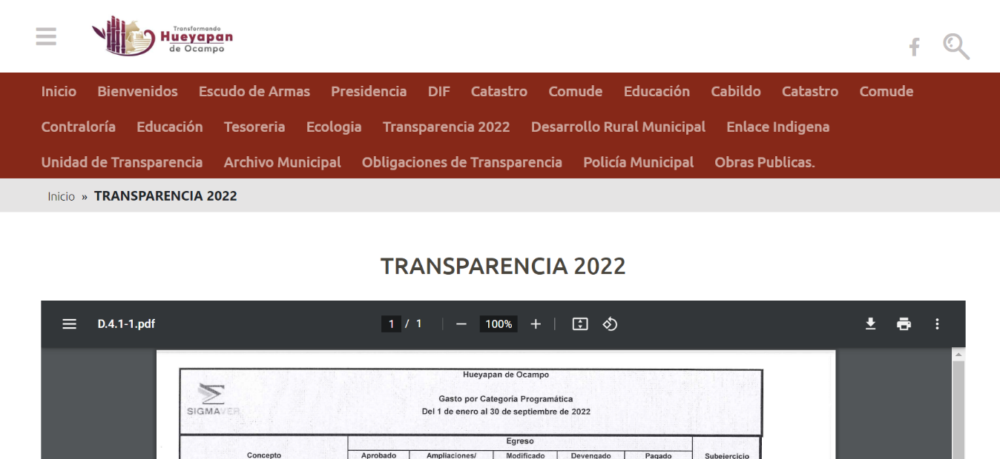 Transformando
Hueyapan
de Ocampo
Inicio Bienvenidos Escudo de Armas Presidencia DIF Catastro Comude Educación Cabildo Catastro Comude
Contraloría Educación Tesoreria Ecologia Transparencia 2022 Desarrollo Rural Municipal Enlace Indigena
Unidad de Transparencia Archivo Municipal Obligaciones de Transparencia Policía Municipal Obras Publicas.
Inicio » TRANSPARENCIA 2022
TRANSPARENCIA 2022
D.4.1-1.pdf 1 / 1 100%
Hueyapan de Ocampo
Gasto por Categoría Programática
SIGMAVER
Del 1 de enero al 30 de septiembre de 2022
Egreso
Concepto Aprobado Ampliaciones/ Modificado Devengado Pagado Subejercicio